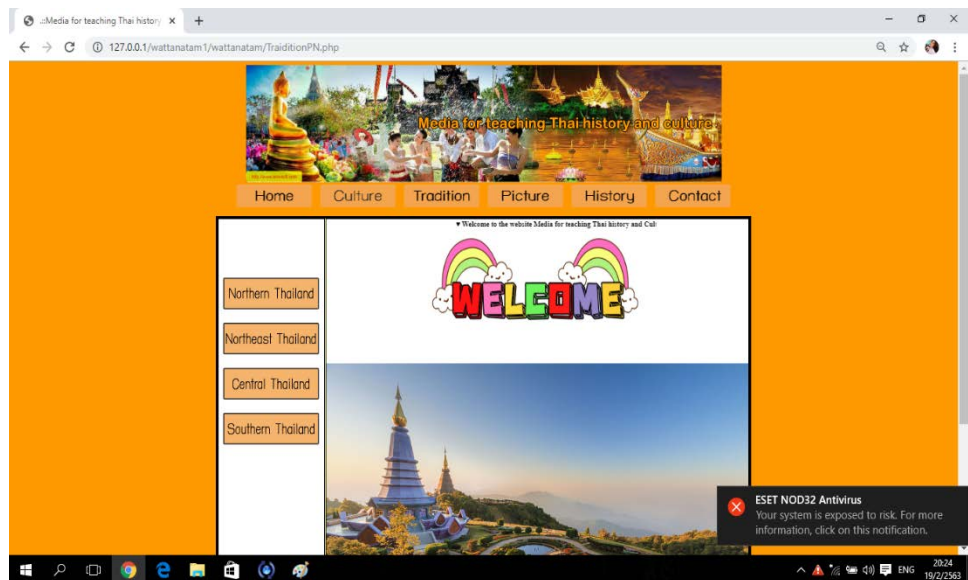 .::Media for teaching Thai history
127.0.0.1/wattanatam1/wattanatam/TraiditionPN.php
Media for teaching Thai history and culture
Home Culture Tradition Picture History Contact
♥ Welcome to the website Media for teaching Thai history and Cul
WELCOME
Northern Thailand
Northeast Thailand
Central Thailand
Southern Thailand
ESET NOD32 Antivirus
Your system is exposed to risk. For more
information, click on this notification.
ENG
20:24
19/2/2563